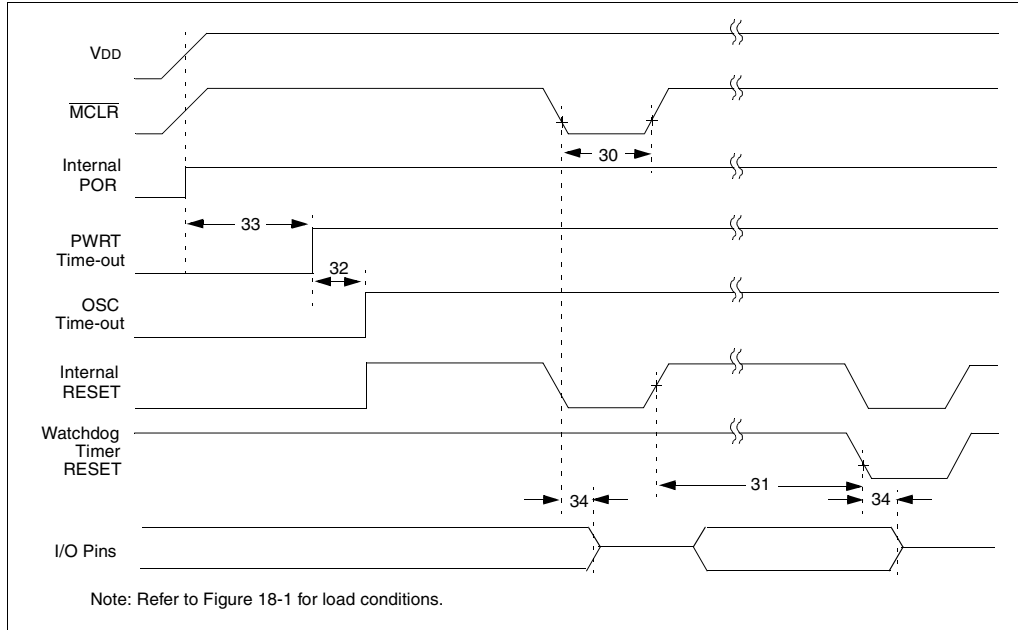 VDD
MCLR
30
Internal
POR
33
PWRT
Time-out
32
OSC
Time-out
Internal
RESET
Watchdog
Timer
RESET
31
34
34
I/O Pins
Note: Refer to Figure 18-1 for load conditions.